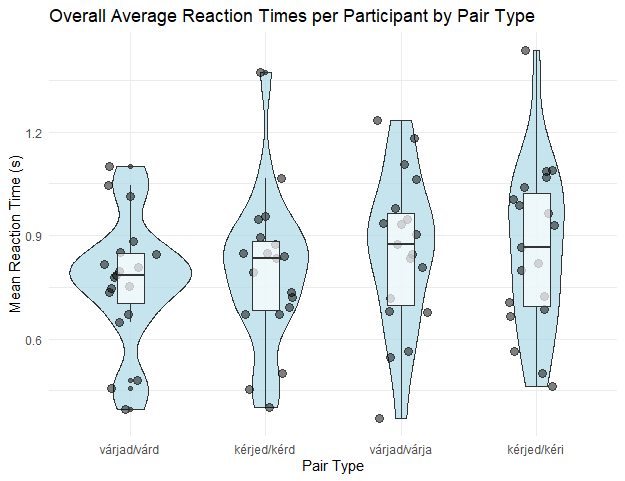 Overall Average Reaction Times per Participant by Pair Type
Mean Reaction Time (s)
1.2
0.9
0.6
várjad/várd
kérjed/kérd
várjad/várja
kérjed/kéri
Pair Type